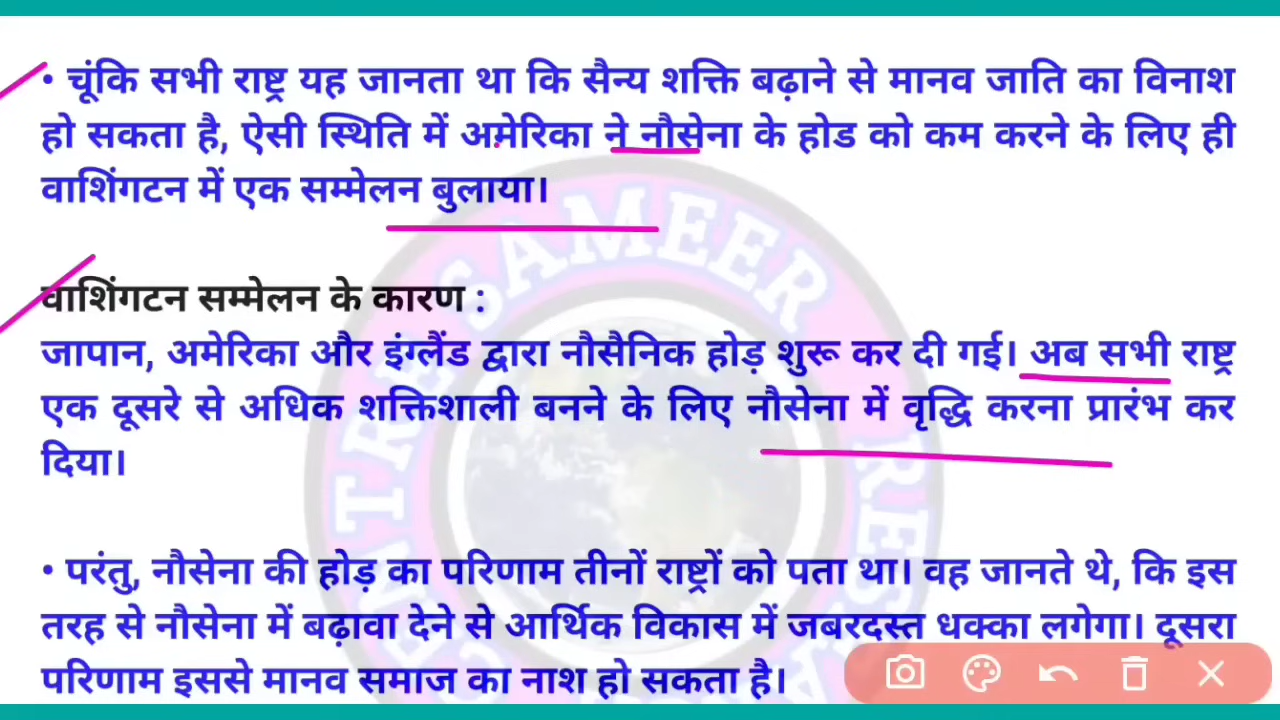 • चूंकि सभी राष्ट्र यह जानता था कि सैन्य शक्ति बढ़ाने से मानव जाति का विनाश
हो सकता है, ऐसी स्थिति में अमेरिका ने नौसेना के होड को कम करने के लिए ही
वाशिंगटन में एक सम्मेलन बुलाया।
वाशिंगटन सम्मेलन के कारण :
जापान, अमेरिका और इंग्लैंड द्वारा नौसैनिक होड़ शुरू कर दी गई। अब सभी राष्ट्र
एक दूसरे से अधिक शक्तिशाली बनने के लिए नौसेना में वृद्धि करना प्रारंभ कर
दिया।
• परंतु, नौसेना की होड़ का परिणाम तीनों राष्ट्रों को पता था। वह जानते थे, कि इस
तरह से नौसेना में बढ़ावा देने से आर्थिक विकास में जबरदस्त धक्का लगेगा। दूसरा
परिणाम इससे मानव समाज का नाश हो सकता है।
SAMEER